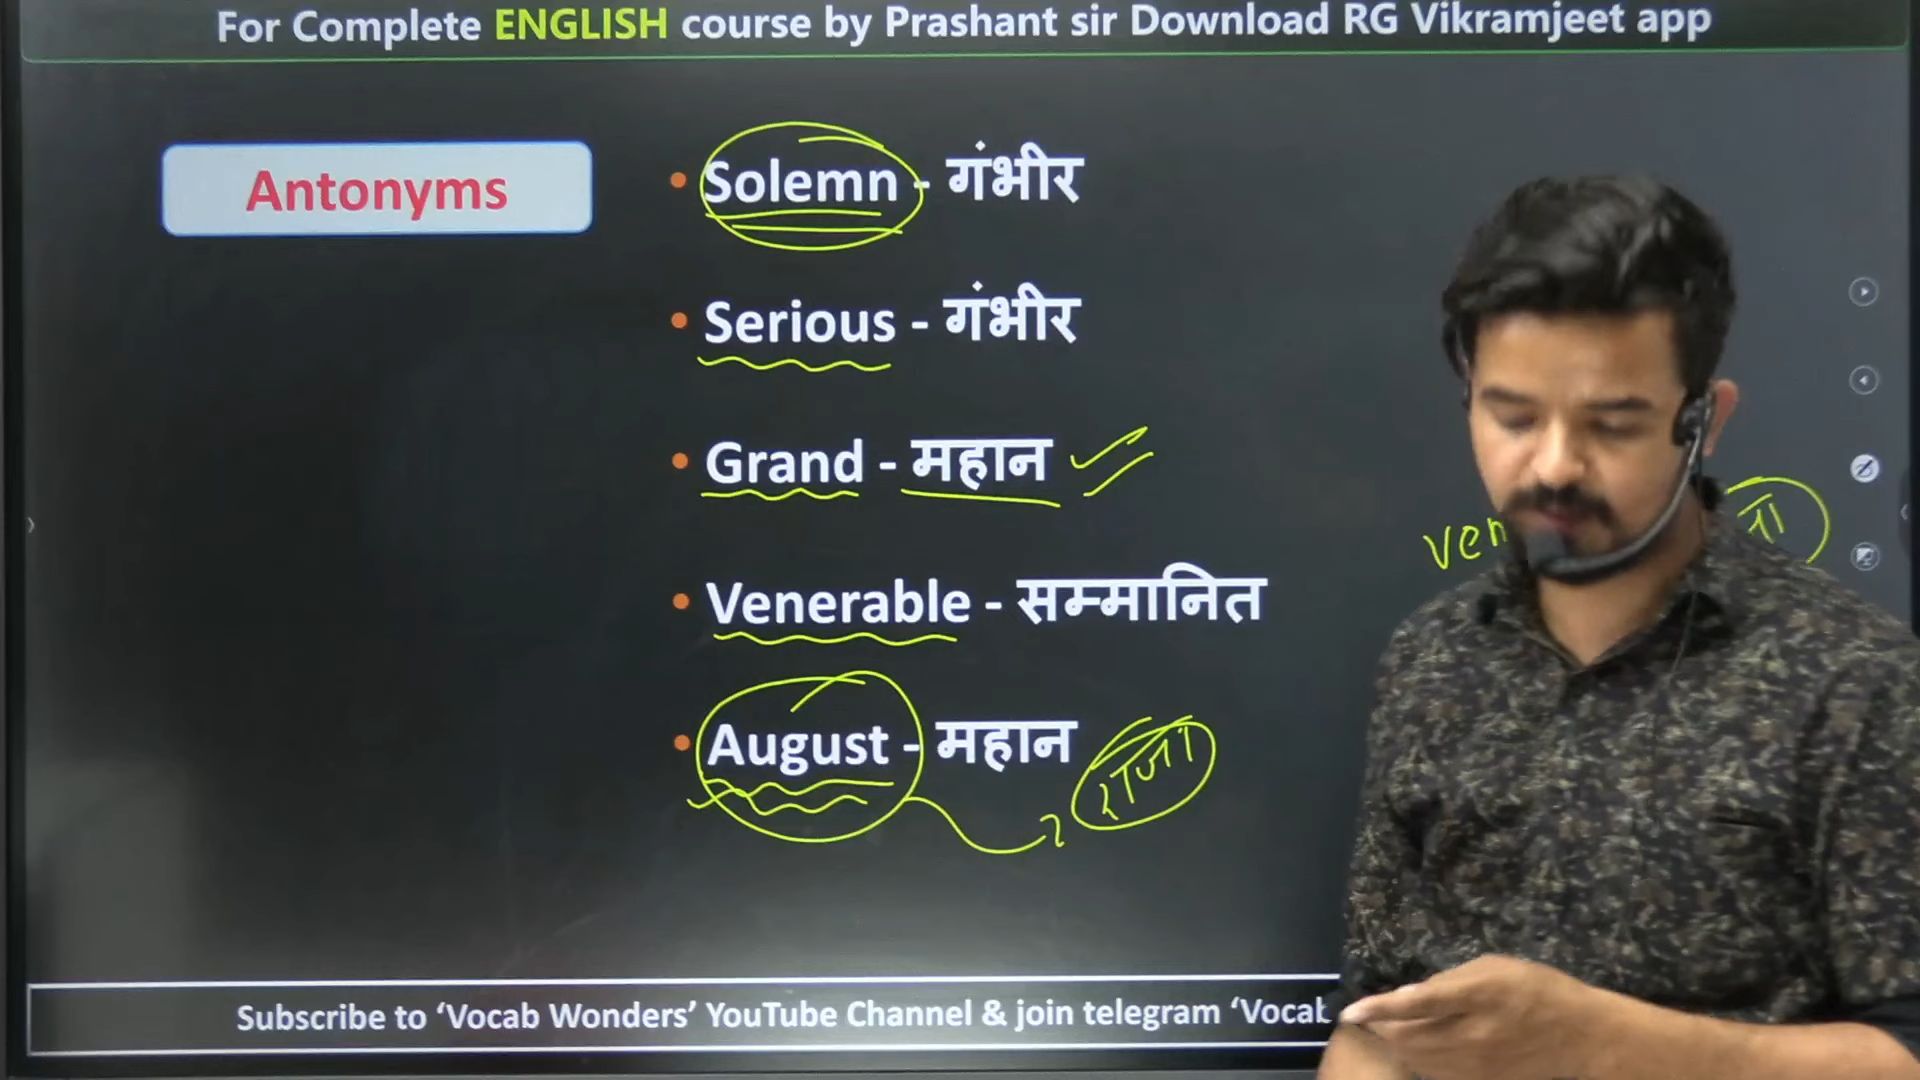 For Complete ENGLISH course by Prashant sir Download RG Vikramjeet app
Antonyms
• Solemn - गंभीर
• Serious - गंभीर
• Grand - महान
ven
• Venerable - सम्मानित
• August - महान
राजा
Subscribe to ‘Vocab Wonders’ YouTube Channel & join telegram ‘Vocab